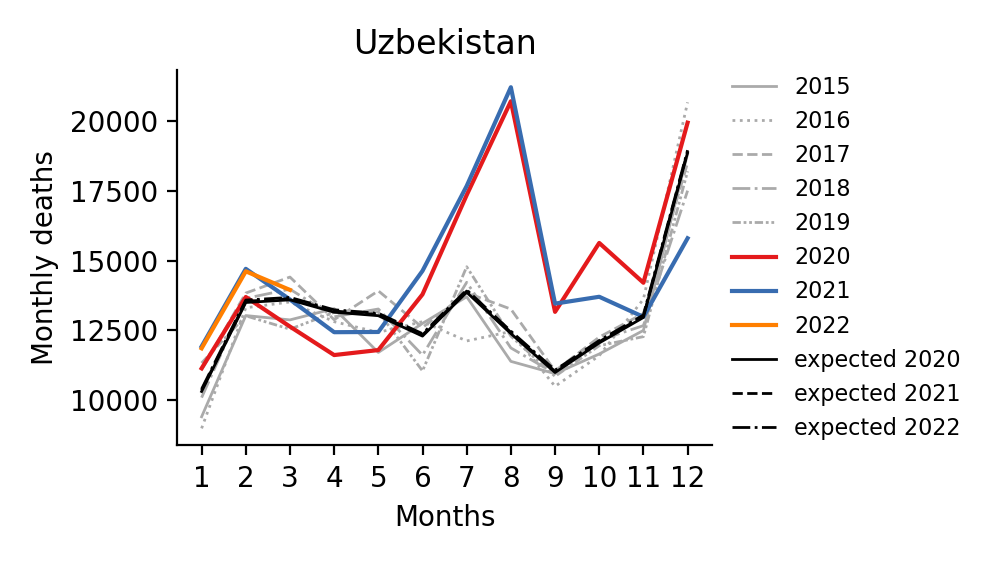 Uzbekistan
Monthly deaths
20000
17500
15000
12500
10000
1 2 3 4 5 6 7 8 9 10 11 12
Months
2015
2016
2017
2018
2019
2020
2021
2022
expected 2020
expected 2021
expected 2022